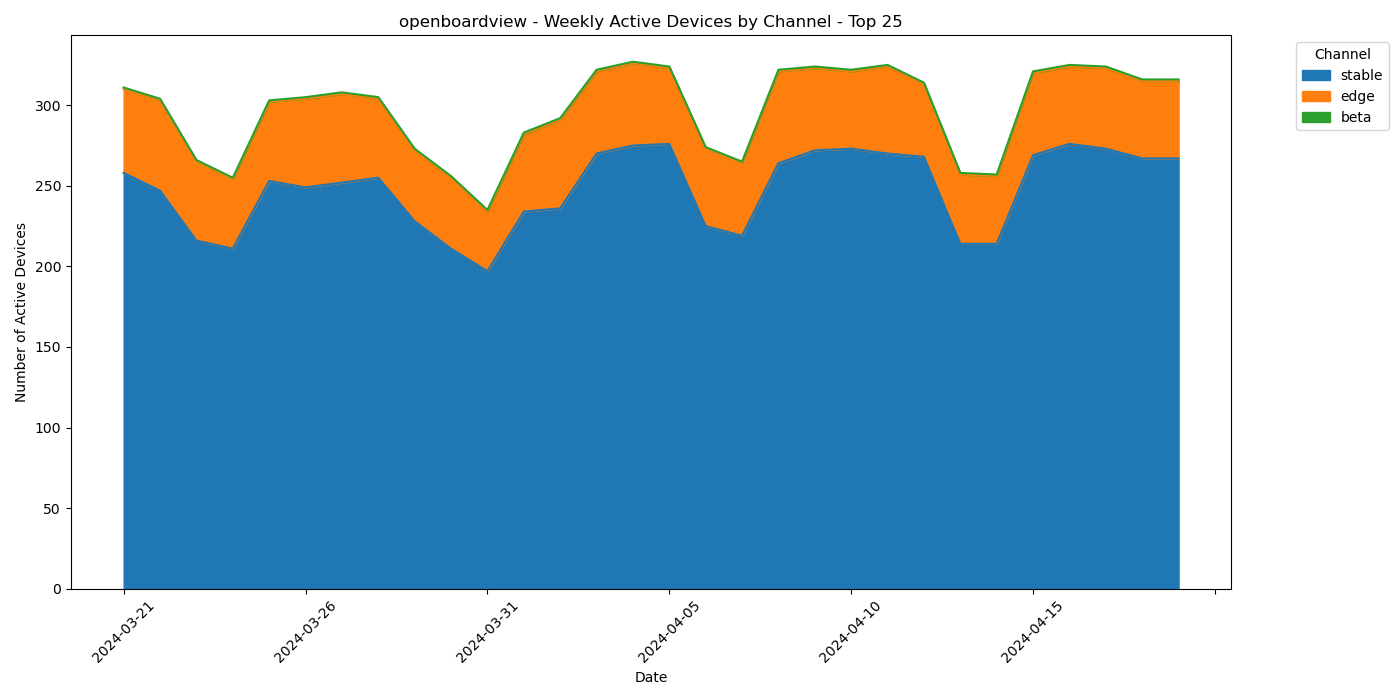 openboardview - Weekly Active Devices by Channel - Top 25
Channel
stable
edge
beta
Number of Active Devices
300
250
200
150
100
50
0
2024-03-21
2024-03-26
2024-03-31
2024-04-05
2024-04-10
2024-04-15
Date